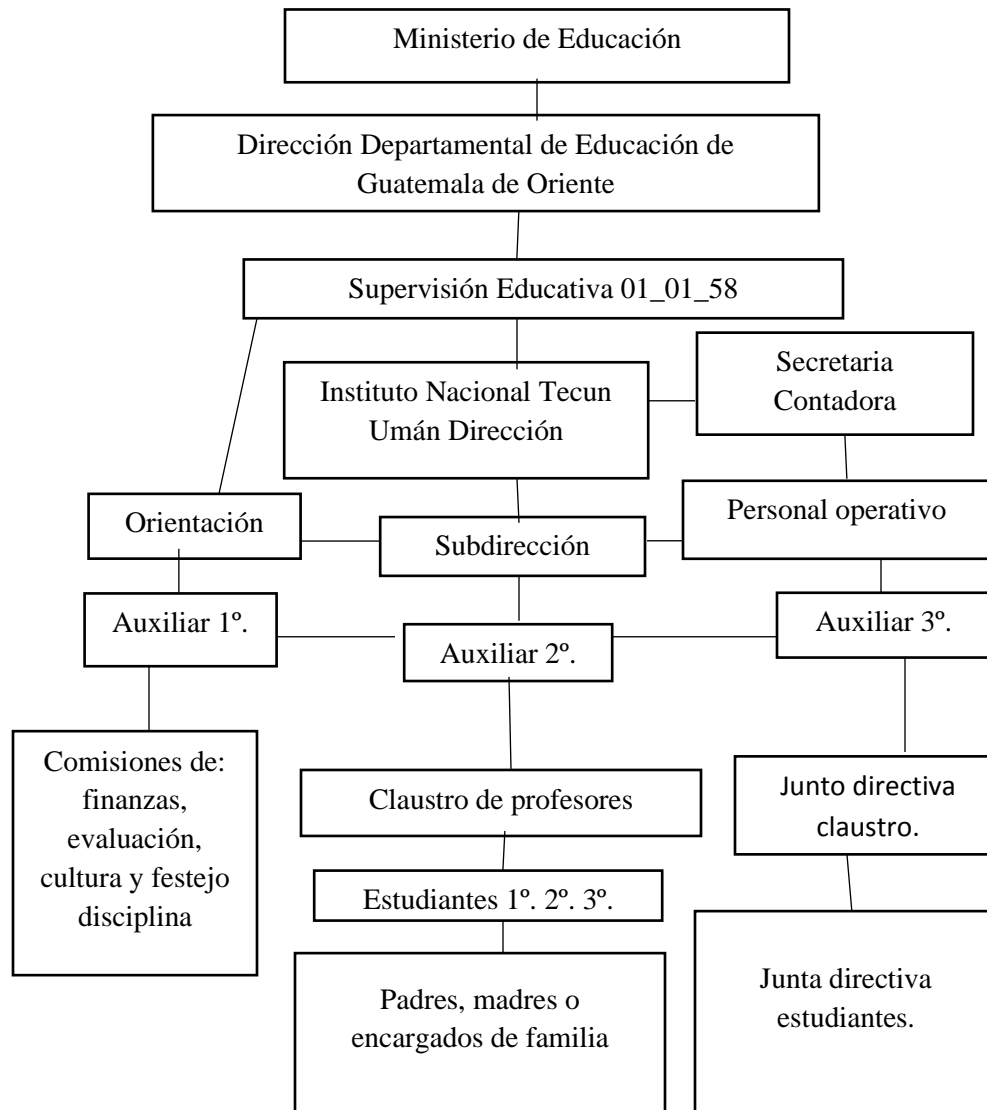 Ministerio de Educación
Dirección Departamental de Educación de
Guatemala de Oriente
Supervisión Educativa 01_01_58
Instituto Nacional Tecun
Umán Dirección
Secretaria
Contadora
Orientación
Subdirección
Personal operativo
Auxiliar 1º.
Auxiliar 2º.
Auxiliar 3º.
Comisiones de:
finanzas,
evaluación,
cultura y festejo
disciplina
Claustro de profesores
Junto directiva
claustro.
Estudiantes 1º. 2º. 3º.
Padres, madres o
encargados de familia
Junta directiva
estudiantes.